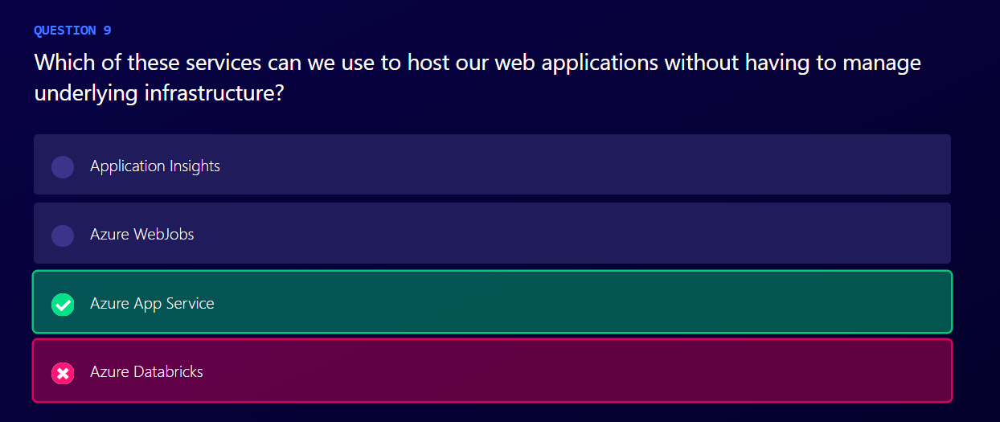 QUESTION 9
Which of these services can we use to host our web applications without having to manage
underlying infrastructure?
Application Insights
Azure WebJobs
Azure App Service
Azure Databricks